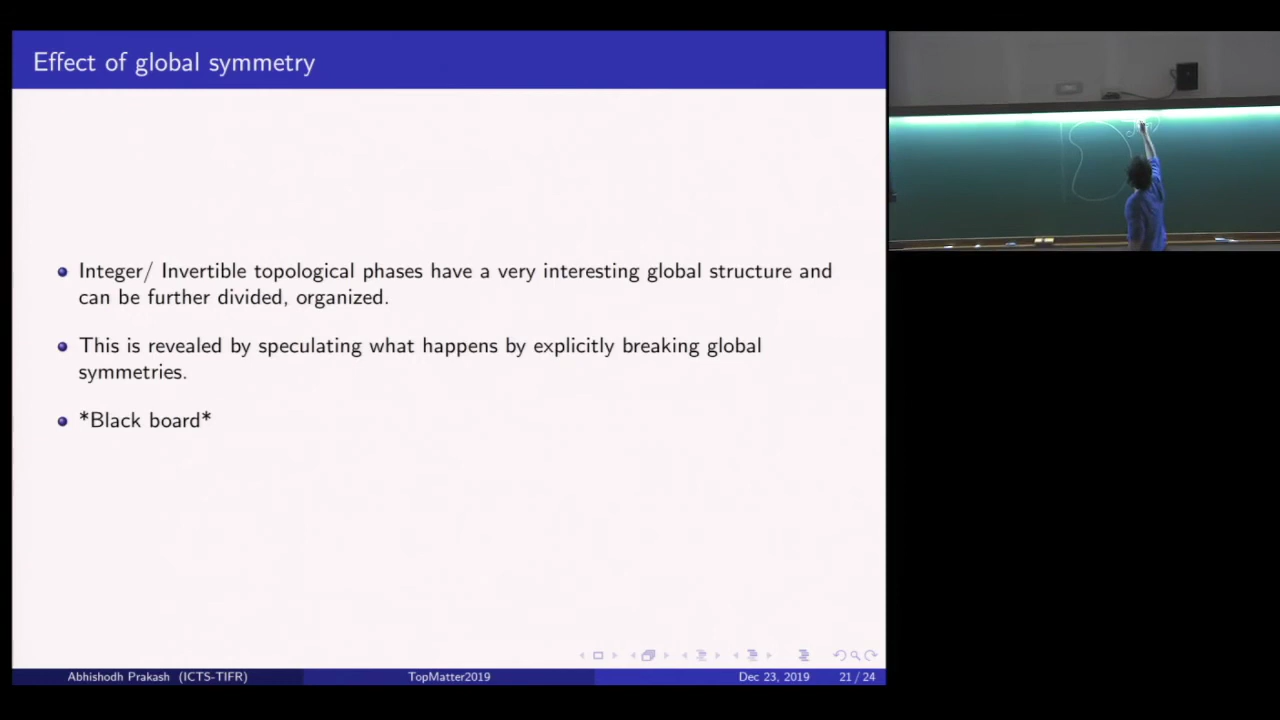 Effect of global symmetry
Integer/ Invertible topological phases have a very interesting global structure and
can be further divided, organized.
This is revealed by speculating what happens by explicitly breaking global
symmetries.
*Black board*
Abhishodh Prakash (ICTS-TIFR) TopMatter2019 Dec 23, 2019 21 / 24